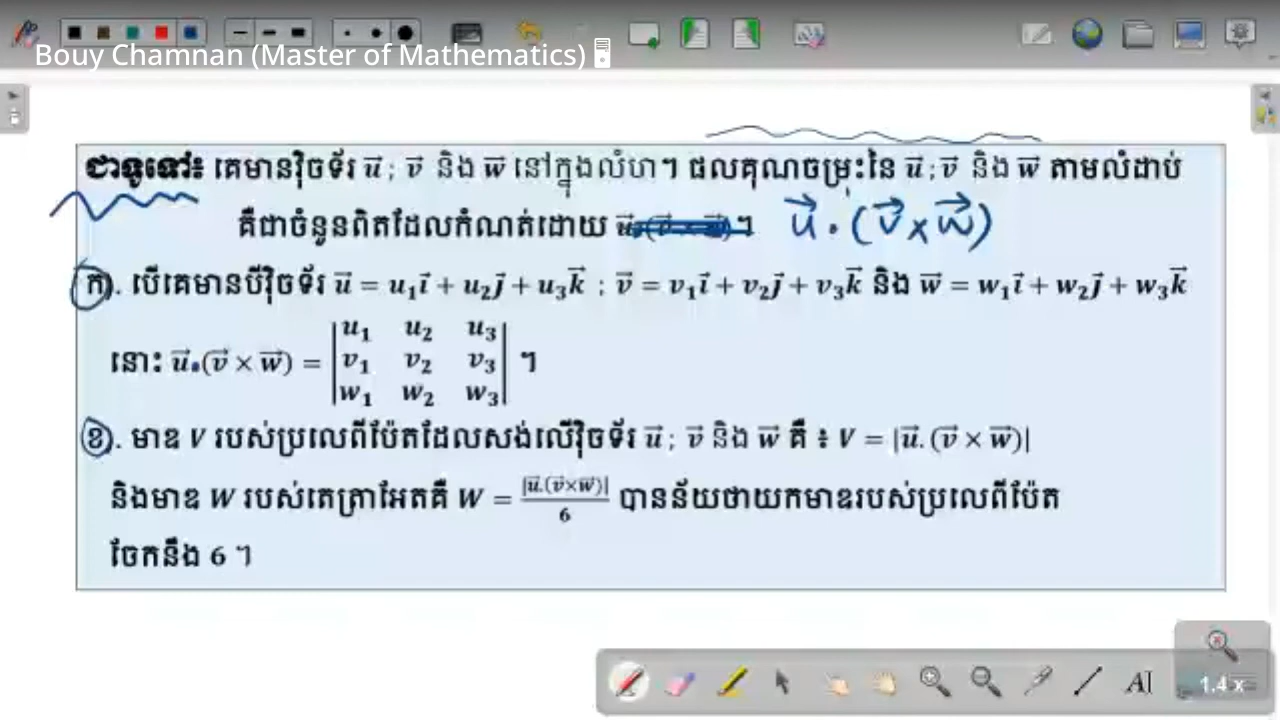 Bouy Chamnan (Master of Mathematics)
ជាទូទៅ៖ គេមានវ៉ិចទ័រ u⃗ ; v⃗ និង w⃗ នៅក្នុងលំហ។ ផលគុណចម្រុះនៃ u⃗ ; v⃗ និង w⃗ តាមលំដាប់
គឺជាចំនួនពិតដែលកំណត់ដោយ u⃗.(v⃗ × w⃗) ។ u⃗ . (v⃗ × w⃗)
ក). បើគេមានបីវ៉ិចទ័រ u⃗ = u₁i⃗ + u₂j⃗ + u₃k⃗ ; v⃗ = v₁i⃗ + v₂j⃗ + v₃k⃗ និង w⃗ = w₁i⃗ + w₂j⃗ + w₃k⃗
នោះ u⃗.(v⃗ × w⃗) = |u₁ u₂ u₃|
|v₁ v₂ v₃| ។
|w₁ w₂ w₃|
ខ). មាឌ V របស់ប្រលេពីប៉ែតដែលសង់លើវ៉ិចទ័រ u⃗ ; v⃗ និង w⃗ គឺ ៖ V = |u⃗. (v⃗ × w⃗)|
និងមាឌ W របស់តេត្រាអែតគឺ W = |u⃗.(v⃗×w⃗)|/6 បានន័យថាយកមាឌរបស់ប្រលេពីប៉ែត
ចែកនឹង 6 ។
AI
1.4 x